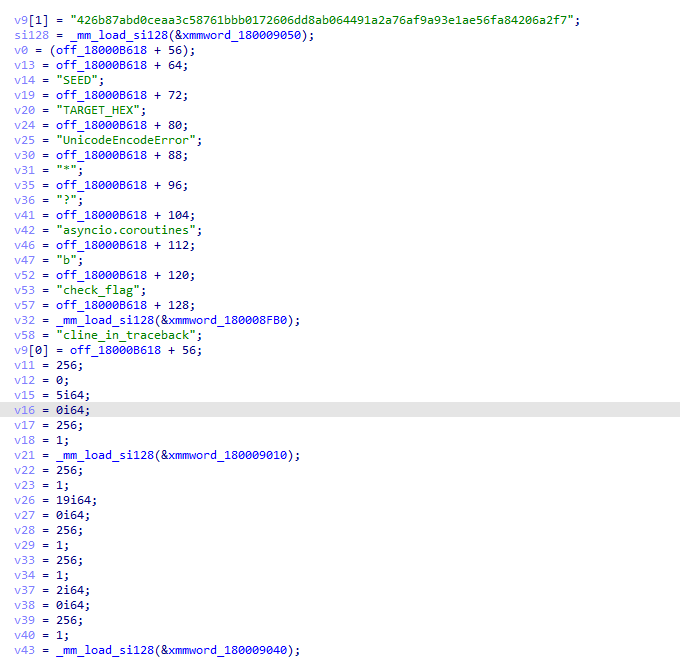 v9[1] = "426b87abd0ceaa3c58761bbb0172606dd8ab064491a2a76af9a93e1ae56fa84206a2f7";
si128 = _mm_load_si128(&xmmword_180009050);
v0 = (off_18000B618 + 56);
v13 = off_18000B618 + 64;
v14 = "SEED";
v19 = off_18000B618 + 72;
v20 = "TARGET_HEX";
v24 = off_18000B618 + 80;
v25 = "UnicodeEncodeError";
v30 = off_18000B618 + 88;
v31 = "*";
v35 = off_18000B618 + 96;
v36 = "?";
v41 = off_18000B618 + 104;
v42 = "asyncio.coroutines";
v46 = off_18000B618 + 112;
v47 = "b";
v52 = off_18000B618 + 120;
v53 = "check_flag";
v57 = off_18000B618 + 128;
v32 = _mm_load_si128(&xmmword_180008FB0);
v58 = "cline_in_traceback";
v9[0] = off_18000B618 + 56;
v11 = 256;
v12 = 0;
v15 = 5i64;
v16 = 0i64;
v17 = 256;
v18 = 1;
v21 = _mm_load_si128(&xmmword_180009010);
v22 = 256;
v23 = 1;
v26 = 19i64;
v27 = 0i64;
v28 = 256;
v29 = 1;
v33 = 256;
v34 = 1;
v37 = 2i64;
v38 = 0i64;
v39 = 256;
v40 = 1;
v43 = _mm_load_si128(&xmmword_180009040);